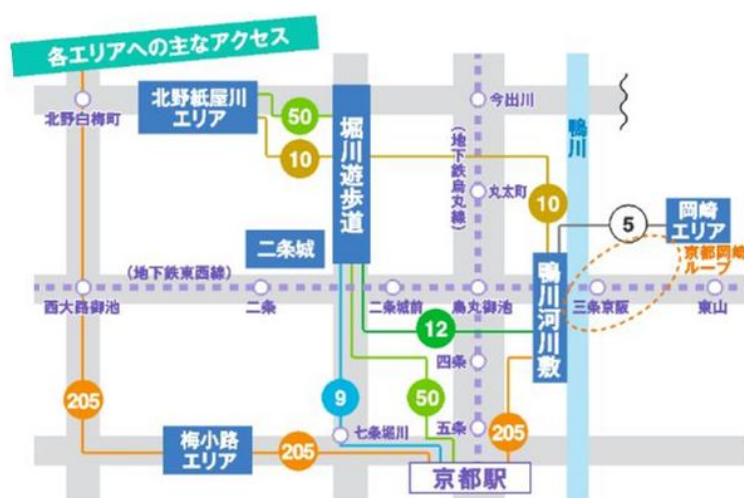 各エリアへの主なアクセス
北野白梅町
北野紙屋川
エリア
50
10
堀川遊歩道
今出川
(地下鉄烏丸線)
丸太町
鴨川
10
5
岡崎
エリア
京都岡崎
ループ
二条城
(地下鉄東西線)
西大路御池
二条
二条城前
烏丸御池
鴨川河川敷
三条京阪
東山
12
四条
205
9
50
五条
205
七条堀川
梅小路
エリア
205
京都駅